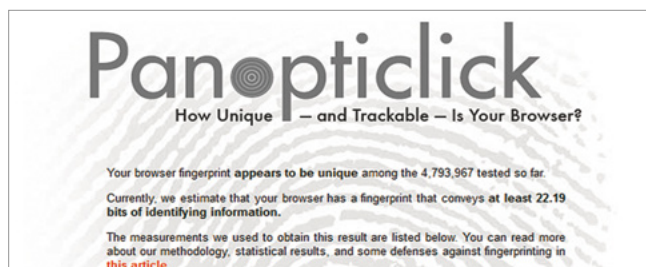 Panopticlick
How Unique — and Trackable — Is Your Browser?
Your browser fingerprint appears to be unique among the 4,793,967 tested so far.
Currently, we estimate that your browser has a fingerprint that conveys at least 22.19
bits of identifying information.
The measurements we used to obtain this result are listed below. You can read more
about our methodology, statistical results, and some defenses against fingerprinting in
this article.